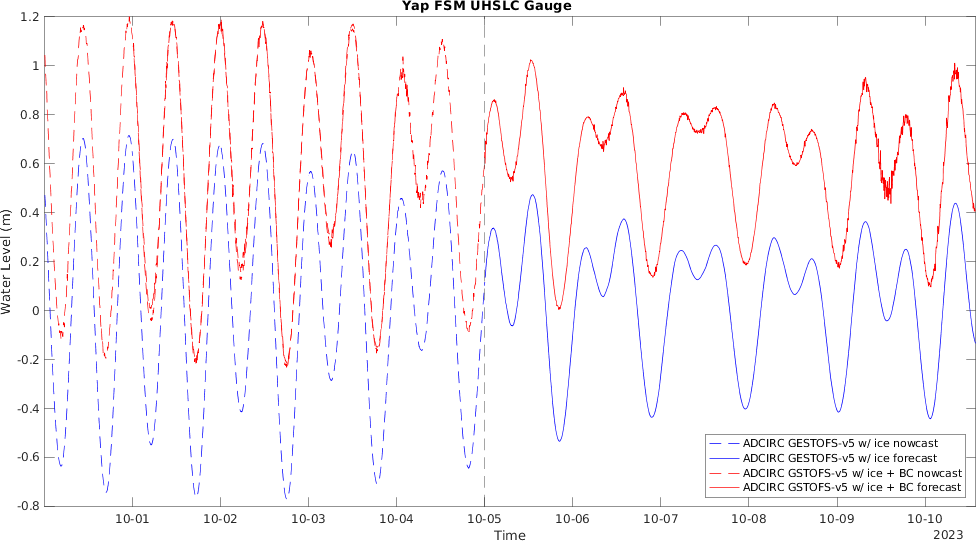 Yap FSM UHSLC Gauge
Water Level (m)
1.2
1
0.8
0.6
0.4
0.2
0
-0.2
-0.4
-0.6
-0.8
ADCIRC GESTOFS-v5 w/ ice nowcast
ADCIRC GESTOFS-v5 w/ ice forecast
ADCIRC GSTOFS-v5 w/ ice + BC nowcast
ADCIRC GSTOFS-v5 w/ ice + BC forecast
10-01 10-02 10-03 10-04 10-05 10-06 10-07 10-08 10-09 10-10
Time
2023